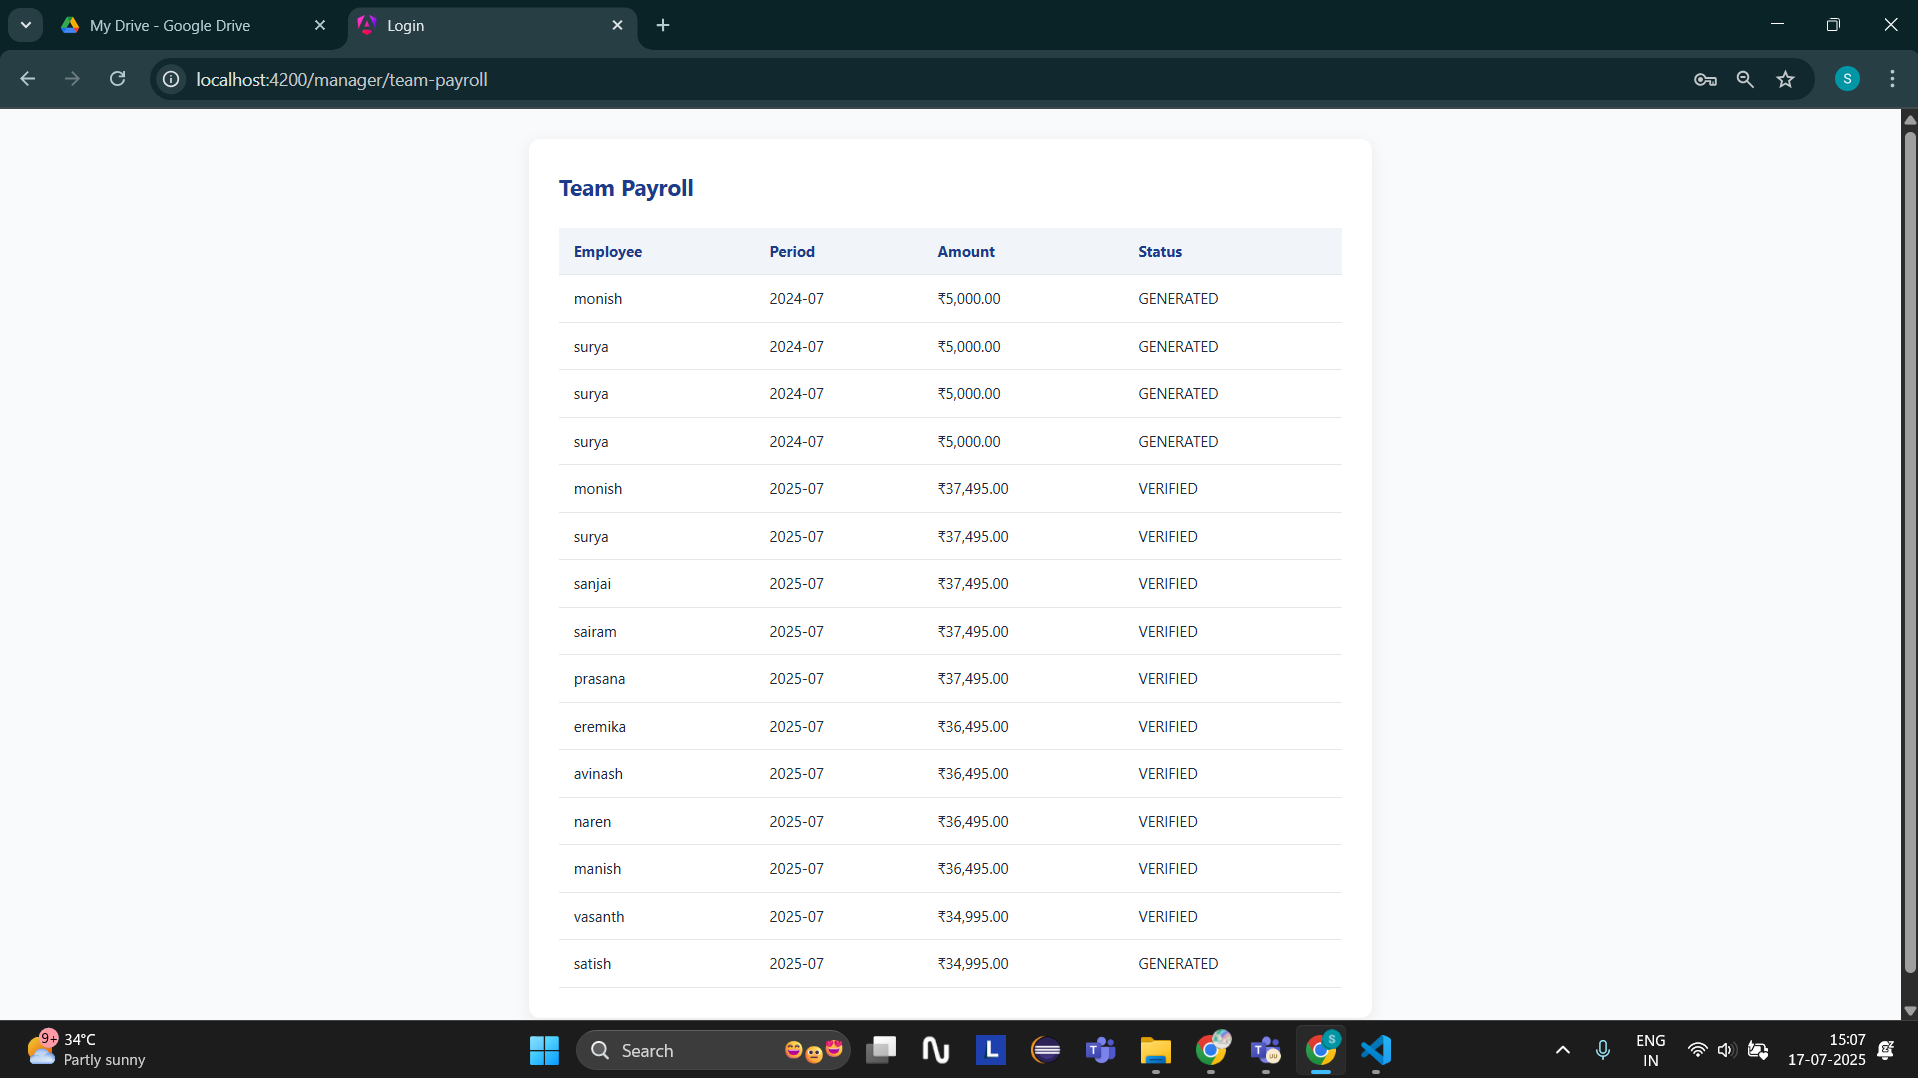 My Drive - Google Drive
Login
localhost:4200/manager/team-payroll
S
Team Payroll
Employee Period Amount Status
monish 2024-07 ₹5,000.00 GENERATED
surya 2024-07 ₹5,000.00 GENERATED
surya 2024-07 ₹5,000.00 GENERATED
surya 2024-07 ₹5,000.00 GENERATED
monish 2025-07 ₹37,495.00 VERIFIED
surya 2025-07 ₹37,495.00 VERIFIED
sanjai 2025-07 ₹37,495.00 VERIFIED
sairam 2025-07 ₹37,495.00 VERIFIED
prasana 2025-07 ₹37,495.00 VERIFIED
eremika 2025-07 ₹36,495.00 VERIFIED
avinash 2025-07 ₹36,495.00 VERIFIED
naren 2025-07 ₹36,495.00 VERIFIED
manish 2025-07 ₹36,495.00 VERIFIED
vasanth 2025-07 ₹34,995.00 VERIFIED
satish 2025-07 ₹34,995.00 GENERATED
9+ 34°C
Partly sunny
Search
L
S
ENG
IN
15:07
17-07-2025